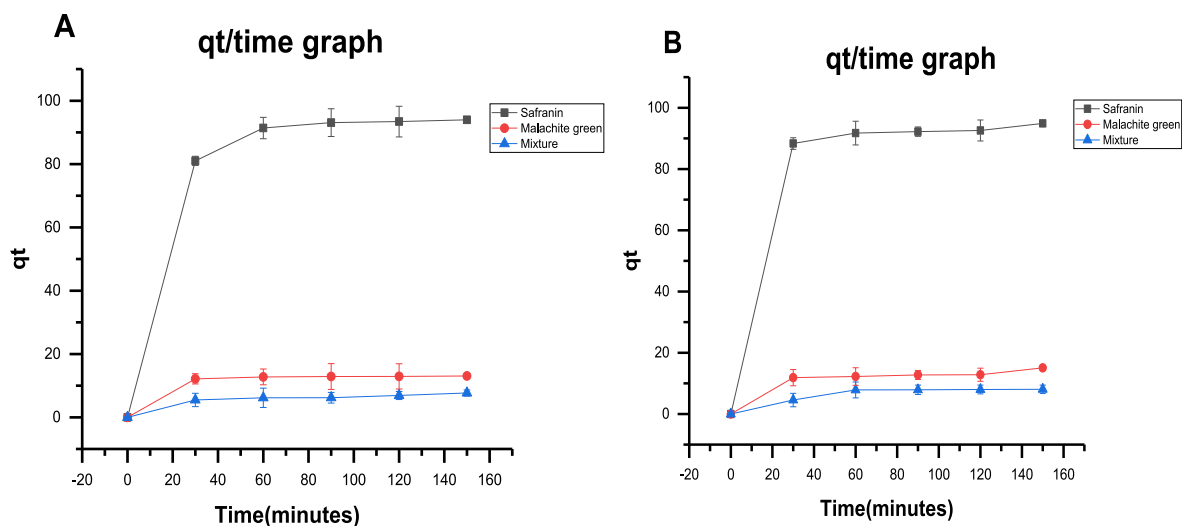 A
qt/time graph
100
80
60
40
20
0
qt
-20 0 20 40 60 80 100 120 140 160
Time(minutes)
Safranin
Malachite green
Mixture
B
qt/time graph
100
80
60
40
20
0
qt
-20 0 20 40 60 80 100 120 140 160
Time(minutes)
Safranin
Malachite green
Mixture